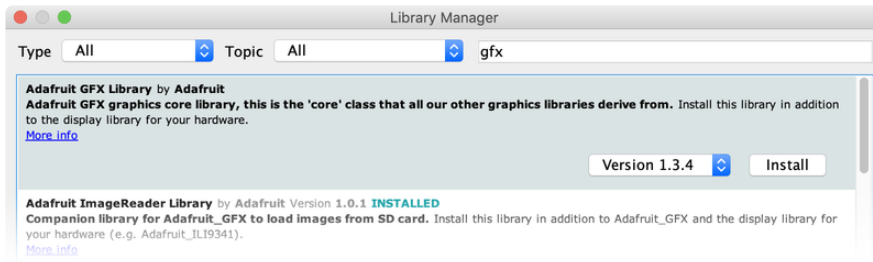 Library Manager
Type All Topic All gfx
Adafruit GFX Library by Adafruit
Adafruit GFX graphics core library, this is the 'core' class that all our other graphics libraries derive from. Install this library in addition
to the display library for your hardware.
More info
Version 1.3.4 Install
Adafruit ImageReader Library by Adafruit Version 1.0.1 INSTALLED
Companion library for Adafruit_GFX to load images from SD card. Install this library in addition to Adafruit_GFX and the display library for
your hardware (e.g. Adafruit_ILI9341).
More info